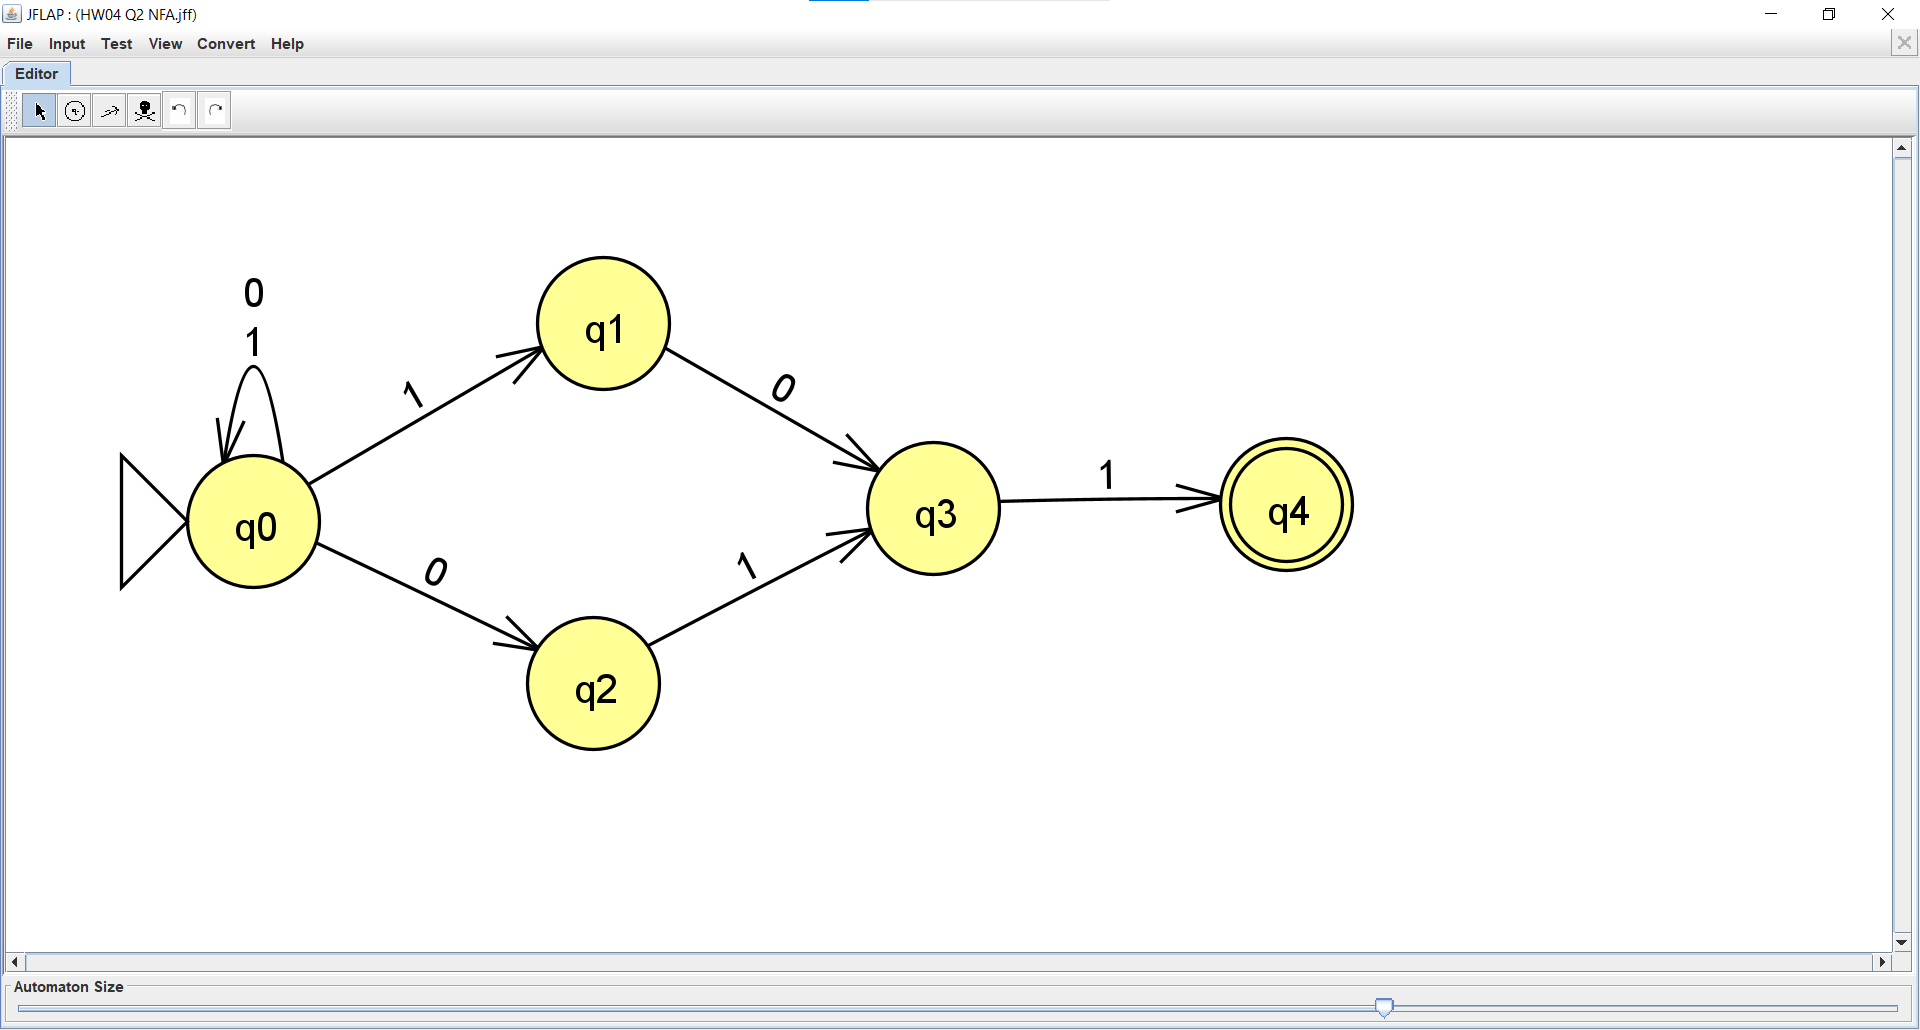 JFLAP : (HW04 Q2 NFA.jff)
File Input Test View Convert Help
Editor
0
1
q1
1
0
q0
q3
1
q4
0
1
q2
Automaton Size